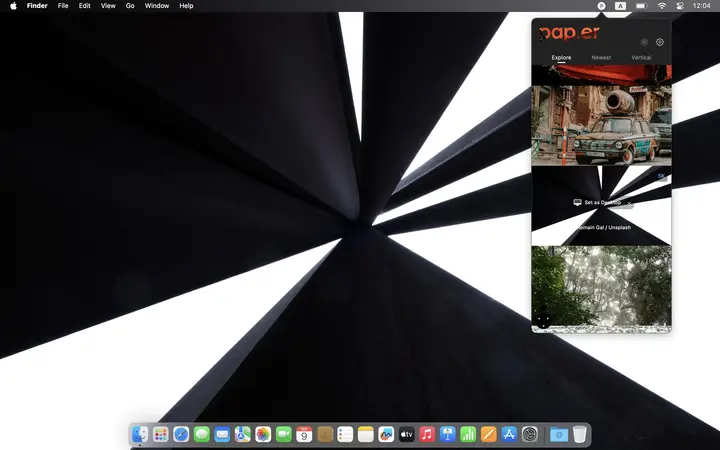 Finder File Edit View Go Window Help
P A 12:04
pap.er
Explore Newest Vertical
Set as Desktop
Romain Gal / Unsplash
9
tv